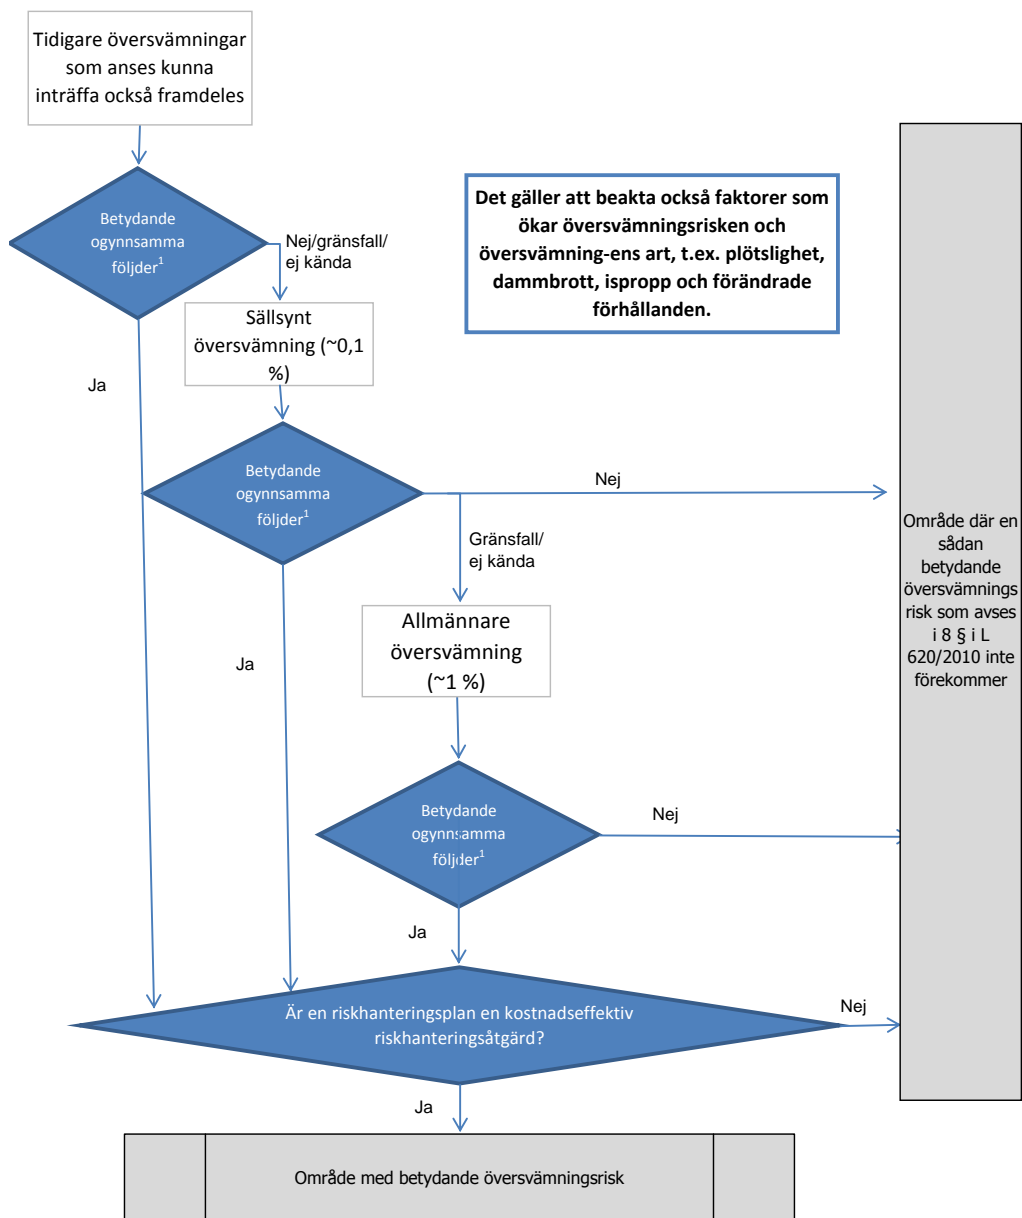 Tidigare översvämningar
som anses kunna
inträffa också framdeles
Betydande
ogynnsamma
följder1
Nej/gränsfall/
ej kända
Det gäller att beakta också faktorer som
ökar översvämningsrisken och
översvämning-ens art, t.ex. plötslighet,
dammbrott, ispropp och förändrade
förhållanden.
Sällsynt
översvämning (~0,1
%)
Ja
Betydande
ogynnsamma
följder1
Nej
Gränsfall/
ej kända
Område där en
sådan
betydande
översvämnings
risk som avses
i 8 § i L
620/2010 inte
förekommer
Allmännare
översvämning
(~1 %)
Ja
Betydande
ogynnsamma
följder1
Nej
Ja
Är en riskhanteringsplan en kostnadseffektiv
riskhanteringsåtgärd?
Nej
Ja
Område med betydande översvämningsrisk